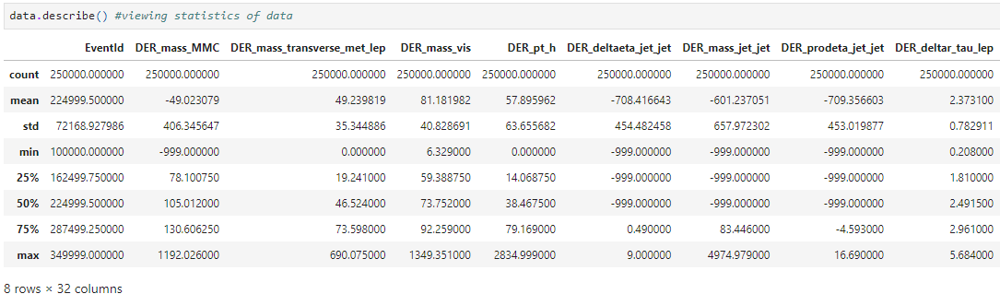 data.describe() #viewing statistics of data
EventId DER_mass_MMC DER_mass_transverse_met_lep DER_mass_vis DER_pt_h DER_deltaeta_jet_jet DER_mass_jet_jet DER_prodeta_jet_jet DER_deltar_tau_lep
count 250000.000000 250000.000000 250000.000000 250000.000000 250000.000000 250000.000000 250000.000000 250000.000000 250000.000000
mean 224999.500000 -49.023079 49.239819 81.181982 57.895962 -708.416643 -601.237051 -709.356603 2.373100
std 72168.927986 406.345647 35.344886 40.828691 63.655682 454.482458 657.972302 453.019877 0.782911
min 100000.000000 -999.000000 0.000000 6.329000 0.000000 -999.000000 -999.000000 -999.000000 0.208000
25% 162499.750000 78.100750 19.241000 59.388750 14.068750 -999.000000 -999.000000 -999.000000 1.810000
50% 224999.500000 105.012000 46.524000 73.752000 38.467500 -999.000000 -999.000000 -999.000000 2.491500
75% 287499.250000 130.606250 73.598000 92.259000 79.169000 0.490000 83.446000 -4.593000 2.961000
max 349999.000000 1192.026000 690.075000 1349.351000 2834.999000 9.000000 4974.979000 16.690000 5.684000
8 rows × 32 columns